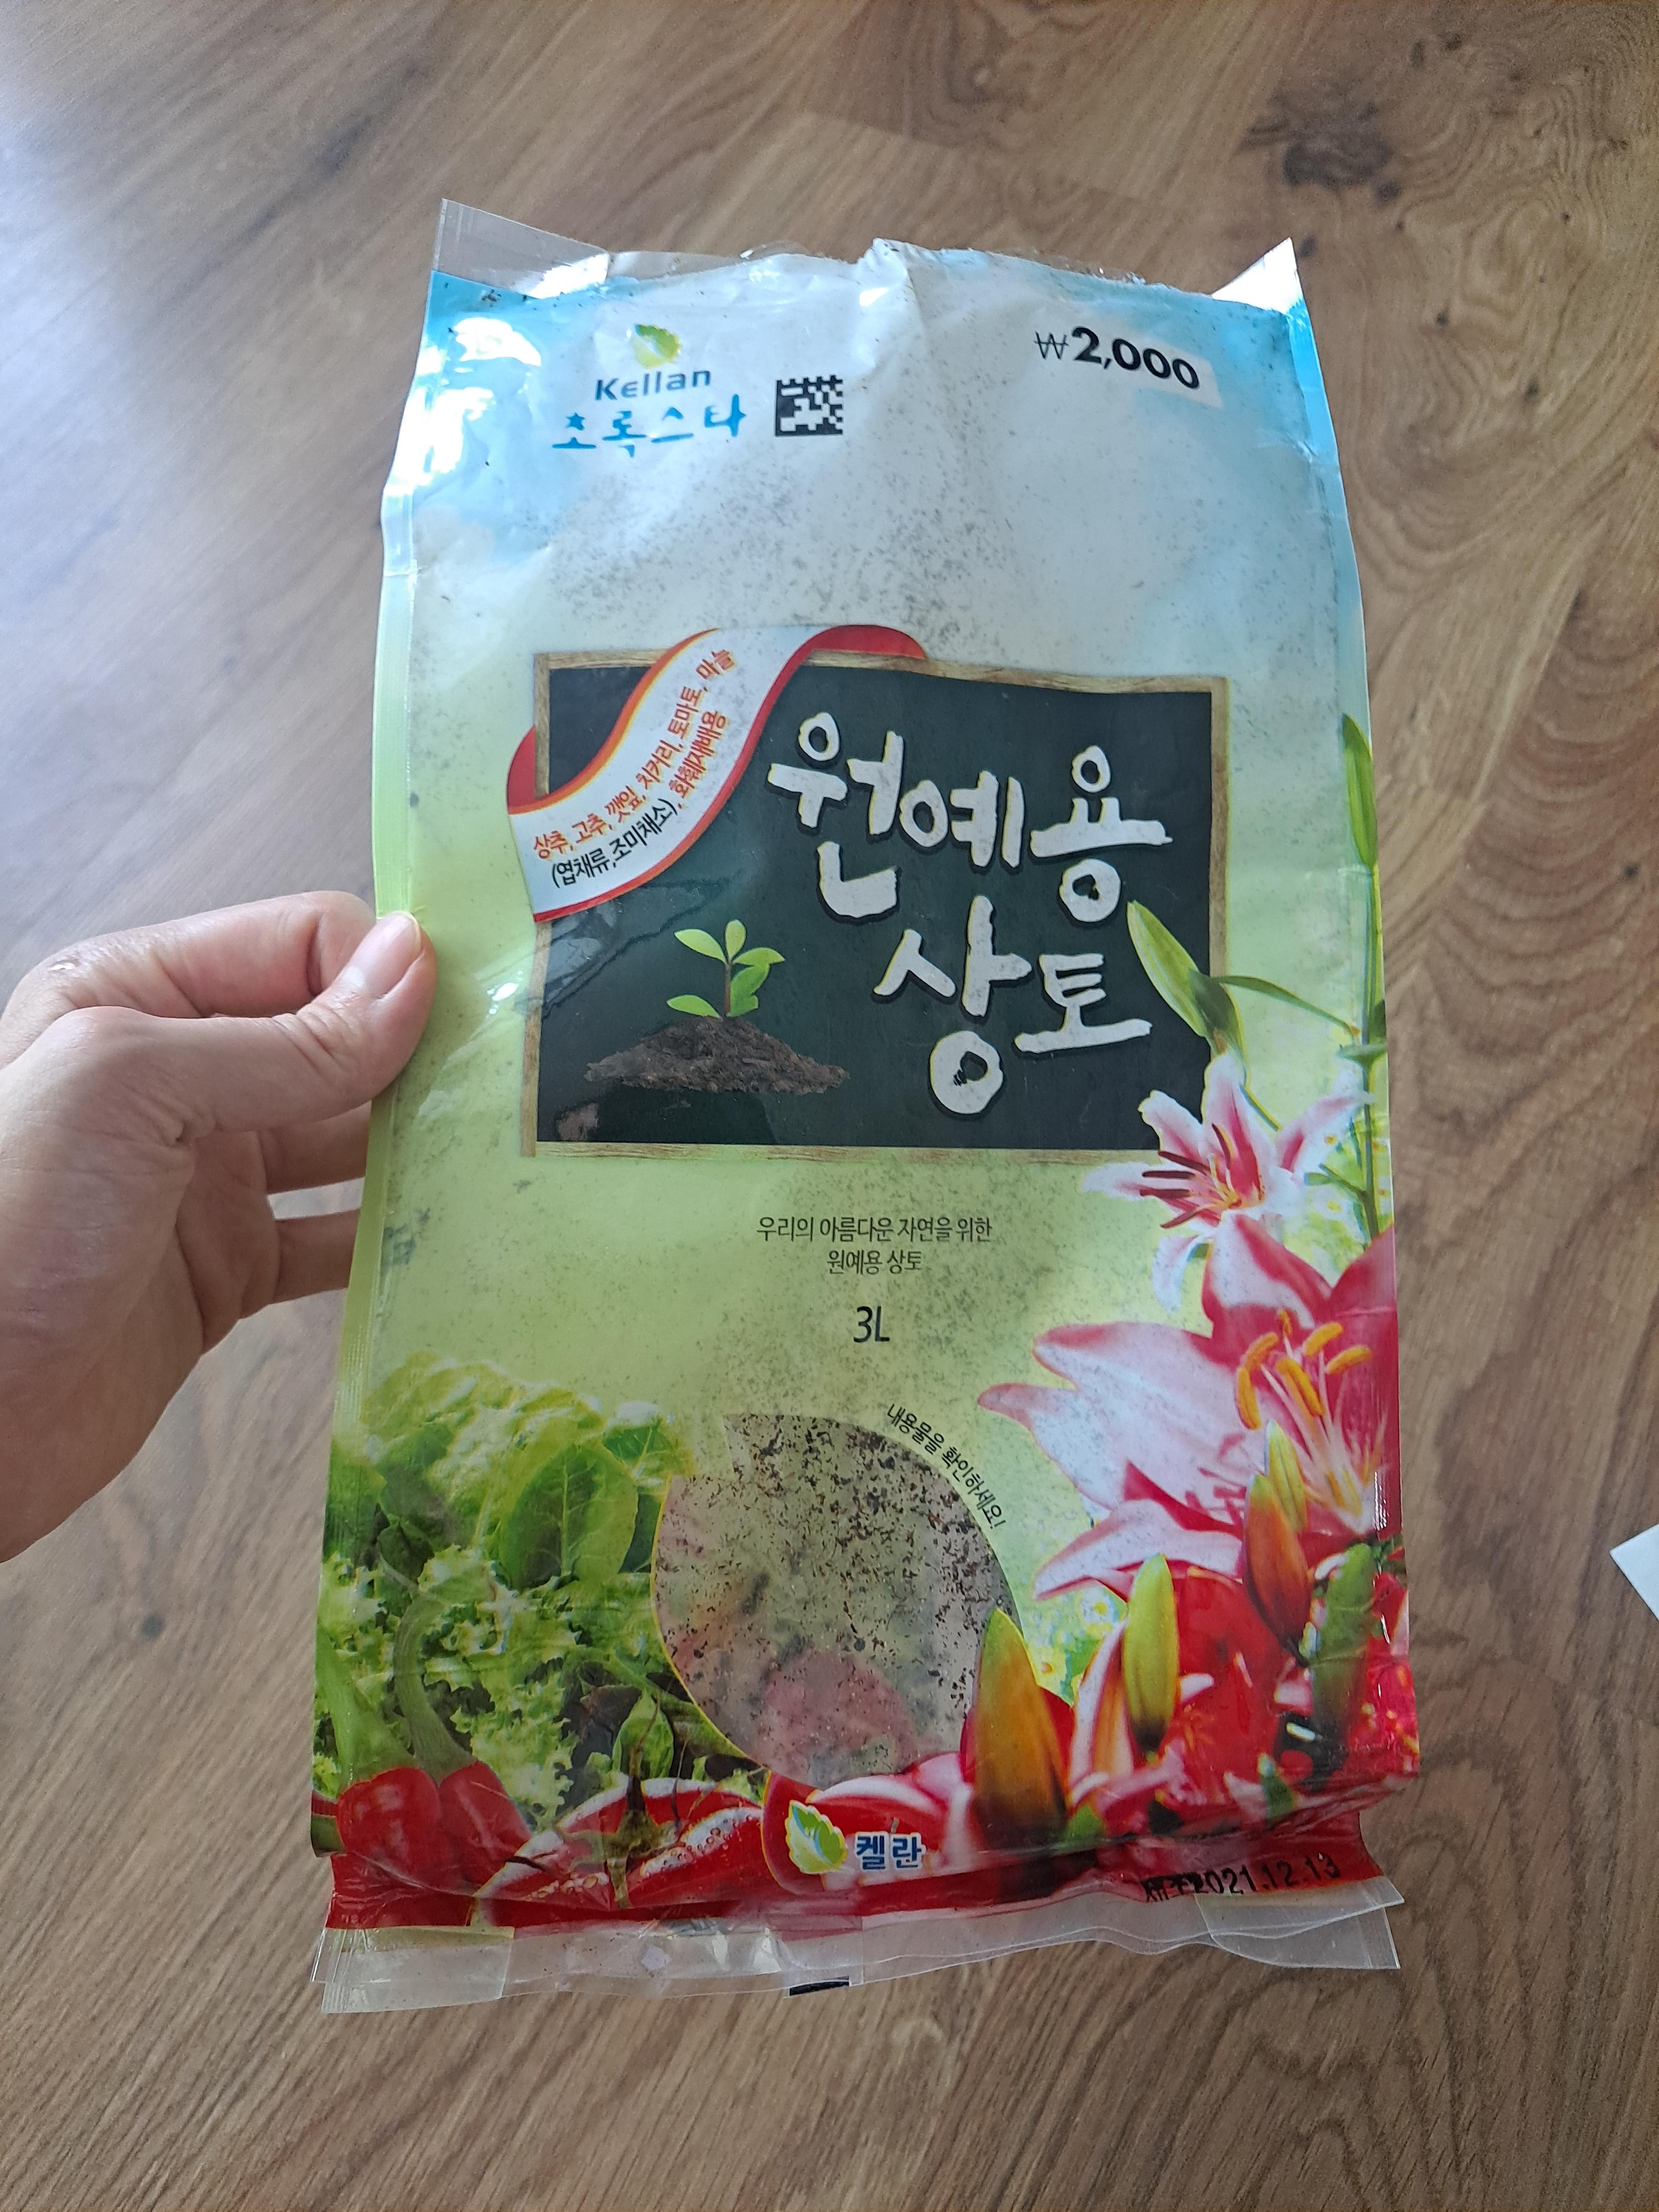 Kellan
초록스타
₩2,000
상추, 고추, 깻잎, 치커리, 토마토, 마늘
(엽채류,조미채소), 화훼재배용
원예용
상토
우리의 아름다운 자연을 위한
원예용 상토
3L
내용물을 확인하세요!
켈란
2021.12.13